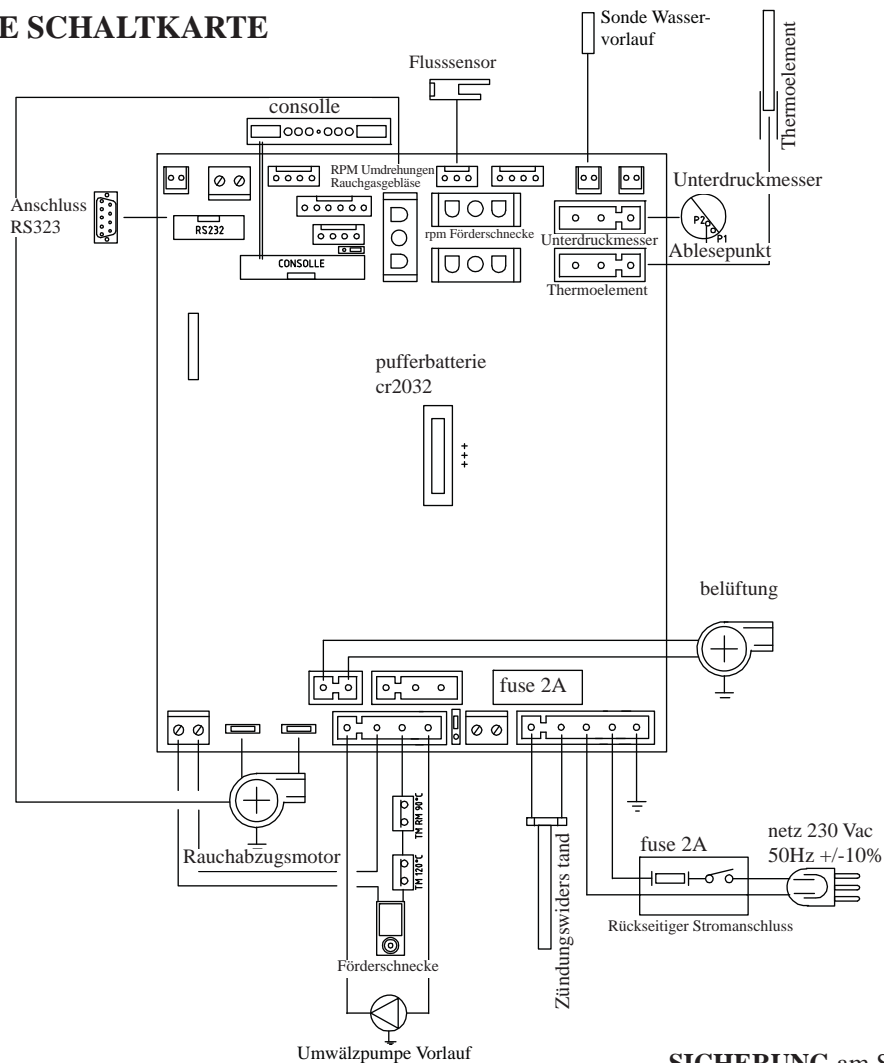 E SCHALTKARTE
Sonde Wasser-
vorlauf
Flusssensor
consolle
Thermoelement
RPM Umdrehungen
Rauchgasgebläse
Unterdruckmesser
Anschluss
RS323
RS232
rpm Förderschnecke
Unterdruckmesser
P2
P1
Ablesepunkt
CONSOLLE
Thermoelement
pufferbatterie
cr2032
+++
belüftung
fuse 2A
TM RM 90°C
Rauchabzugsmotor
TM 120°C
Zündungswiders tand
fuse 2A
netz 230 Vac
50Hz +/-10%
Rückseitiger Stromanschluss
Förderschnecke
Umwälzpumpe Vorlauf
SICHERUNG am